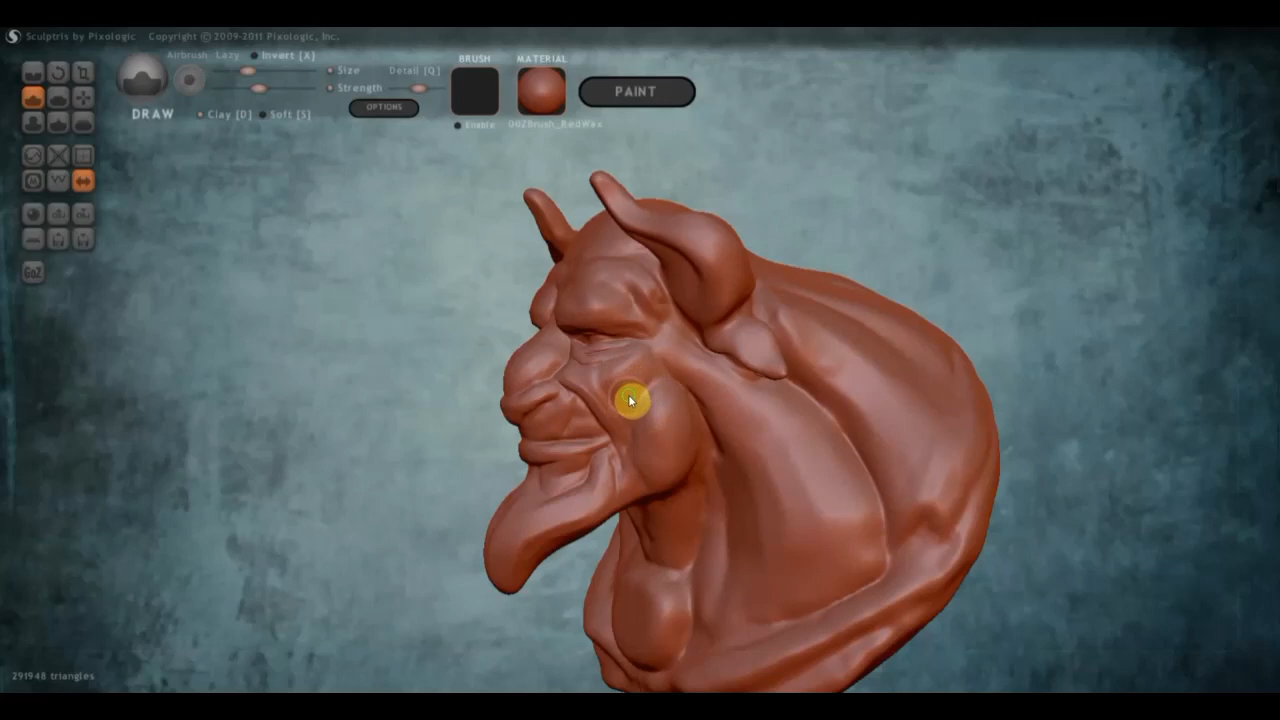 Sculptris by Pixologic Copyright © 2009-2011 Pixologic, Inc.
Airbrush Lazy Invert [X]
BRUSH MATERIAL
Size Detail [Q]
Strength
PAINT
OPTIONS
DRAW Clay [D] Soft [S]
Enable 00ZBrush_RedWax
GoZ
291948 triangles